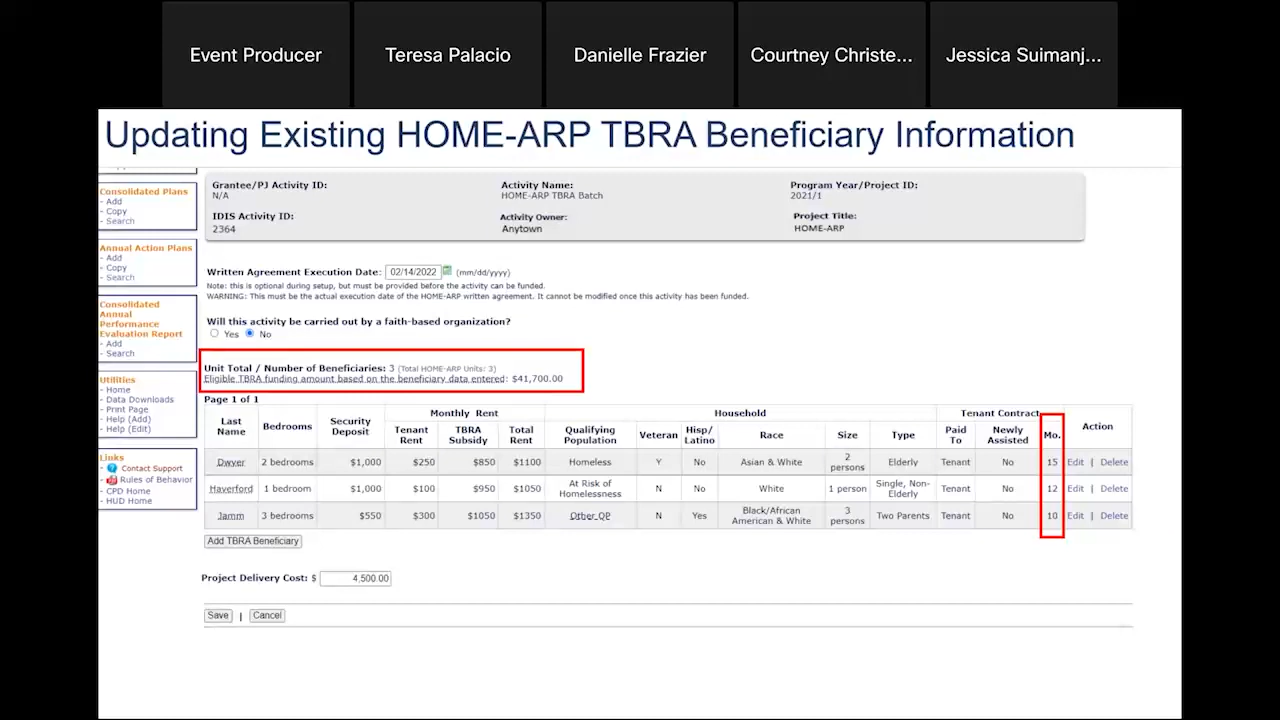 Event Producer
Teresa Palacio
Danielle Frazier
Courtney Christe...
Jessica Suimanj...
Updating Existing HOME-ARP TBRA Beneficiary Information
Consolidated Plans
- Add
- Copy
- Search
Annual Action Plans
- Add
- Copy
- Search
Consolidated
Annual
Performance
Evaluation Report
- Add
- Search
Utilities
- Home
- Data Downloads
- Print Page
- Help (Add)
- Help (Edit)
Links
- Contact Support
- Rules of Behavior
- CPD Home
- HUD Home
Grantee/PJ Activity ID: Activity Name: Program Year/Project ID:
N/A HOME-ARP TBRA Batch 2021/1
IDIS Activity ID: Activity Owner: Project Title:
2364 Anytown HOME-ARP
Written Agreement Execution Date: 02/14/2022 (mm/dd/yyyy)
Note: this is optional during setup, but must be provided before the activity can be funded.
WARNING: This must be the actual execution date of the HOME-ARP written agreement. It cannot be modified once this activity has been funded.
Will this activity be carried out by a faith-based organization?
Yes No
Unit Total / Number of Beneficiaries: 3 (Total HOME-ARP Units: 3)
Eligible TBRA funding amount based on the beneficiary data entered: $41,700.00
Page 1 of 1
Last Name Bedrooms Security Deposit Monthly Rent Household Tenant Contract Action
Tenant Rent TBRA Subsidy Total Rent Qualifying Population Veteran Hisp/ Latino Race Size Type Paid To Newly Assisted Mo.
Dwyer 2 bedrooms $1,000 $250 $850 $1100 Homeless Y No Asian & White 2 persons Elderly Tenant No 15 Edit | Delete
Haverford 1 bedroom $1,000 $100 $950 $1050 At Risk of Homelessness N No White 1 person Single, Non-Elderly Tenant No 12 Edit | Delete
Jamm 3 bedrooms $550 $300 $1050 $1350 Other QP N Yes Black/African American & White 3 persons Two Parents Tenant No 10 Edit | Delete
Add TBRA Beneficiary
Project Delivery Cost: $ 4,500.00
Save | Cancel